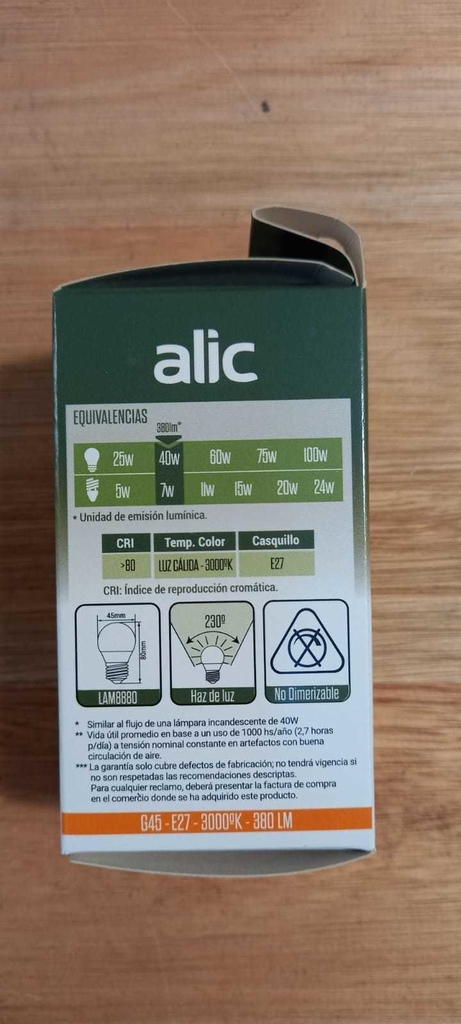 alic
EQUIVALENCIAS
380lm*
25w 40w 60w 75w 100w
5w 7w 11w 15w 20w 24w
* Unidad de emisión lumínica.
CRI Temp. Color Casquillo
>80 LUZ CÁLIDA - 3000ºK E27
CRI: Índice de reproducción cromática.
45mm
80mm
230º
LAM8880
Haz de luz
No Dimerizable
* Similar al flujo de una lámpara incandescente de 40W
** Vida útil promedio en base a un uso de 1000 hs/año (2,7 horas
p/día) a tensión nominal constante en artefactos con buena
circulación de aire.
*** La garantía solo cubre defectos de fabricación; no tendrá vigencia si
no son respetadas las recomendaciones descriptas.
Para cualquier reclamo, deberá presentar la factura de compra
en el comercio donde se ha adquirido este producto.
G45 - E27 - 3000ºK - 380 LM